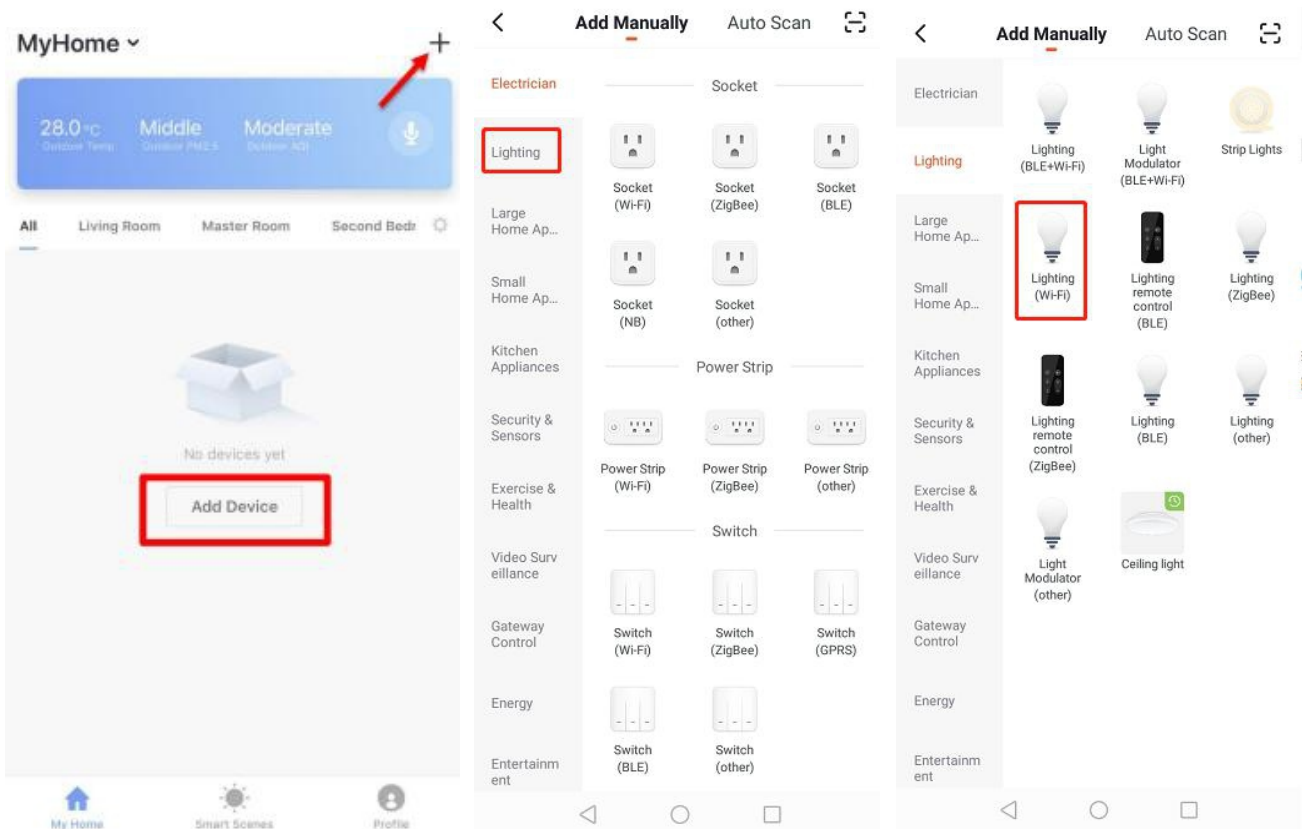 MyHome
28.0 °C Middle Moderate
Outdoor Temp Outdoor PM2.5 Outdoor AQI
All Living Room Master Room Second Bedr
No devices yet
Add Device
My Home Smart Scenes Profile
Add Manually Auto Scan
Electrician
Lighting
Large
Home Ap...
Small
Home Ap...
Kitchen
Appliances
Security &
Sensors
Exercise &
Health
Video Surv
eillance
Gateway
Control
Energy
Entertainm
ent
Socket
Socket Socket Socket
(Wi-Fi) (ZigBee) (BLE)
Socket Socket
(NB) (other)
Power Strip
Power Strip Power Strip Power Strip
(Wi-Fi) (ZigBee) (other)
Switch
Switch Switch Switch
(Wi-Fi) (ZigBee) (GPRS)
Switch Switch
(BLE) (other)
Add Manually Auto Scan
Electrician
Lighting
Large
Home Ap...
Small
Home Ap...
Kitchen
Appliances
Security &
Sensors
Exercise &
Health
Video Surv
eillance
Gateway
Control
Energy
Entertainm
ent
Lighting
(BLE+Wi-Fi)
Light
Modulator
(BLE+Wi-Fi)
Strip Lights
Lighting
(Wi-Fi)
Lighting
remote
control
(BLE)
Lighting
(ZigBee)
Lighting
remote
control
(ZigBee)
Lighting
(BLE)
Lighting
(other)
Light
Modulator
(other)
Ceiling light